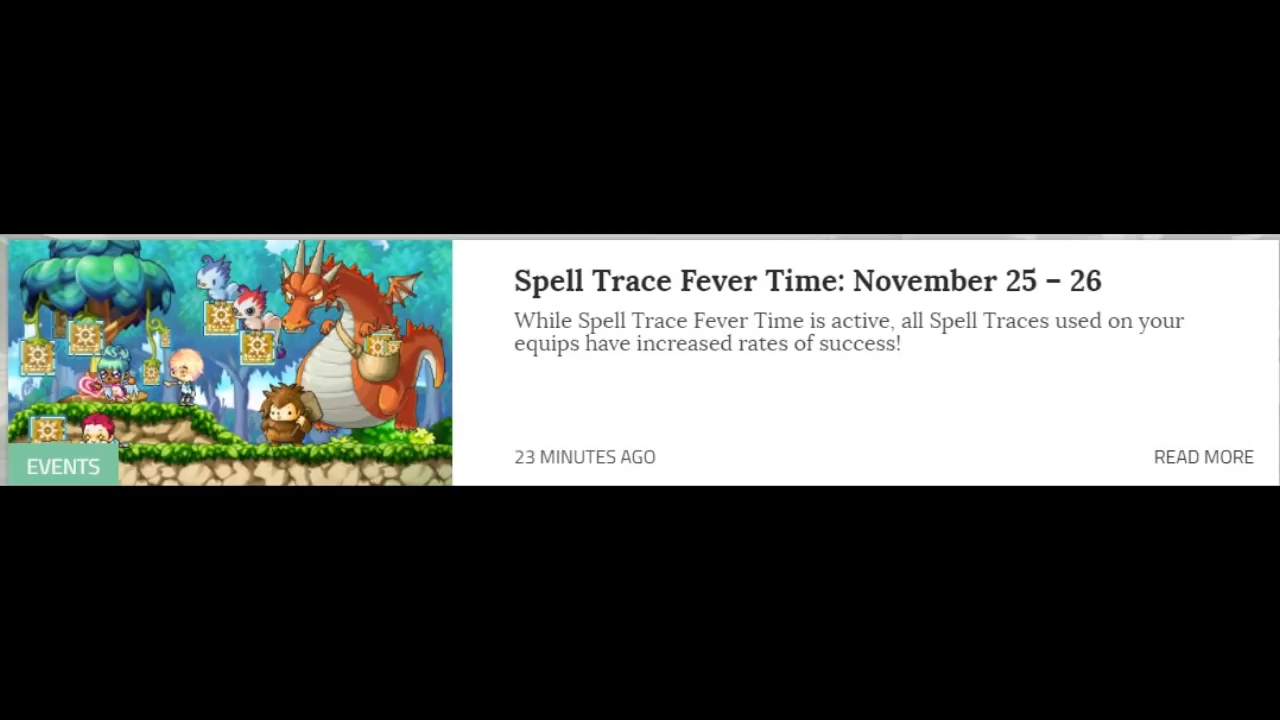 Spell Trace Fever Time: November 25 – 26
While Spell Trace Fever Time is active, all Spell Traces used on your
equips have increased rates of success!
EVENTS
23 MINUTES AGO
READ MORE